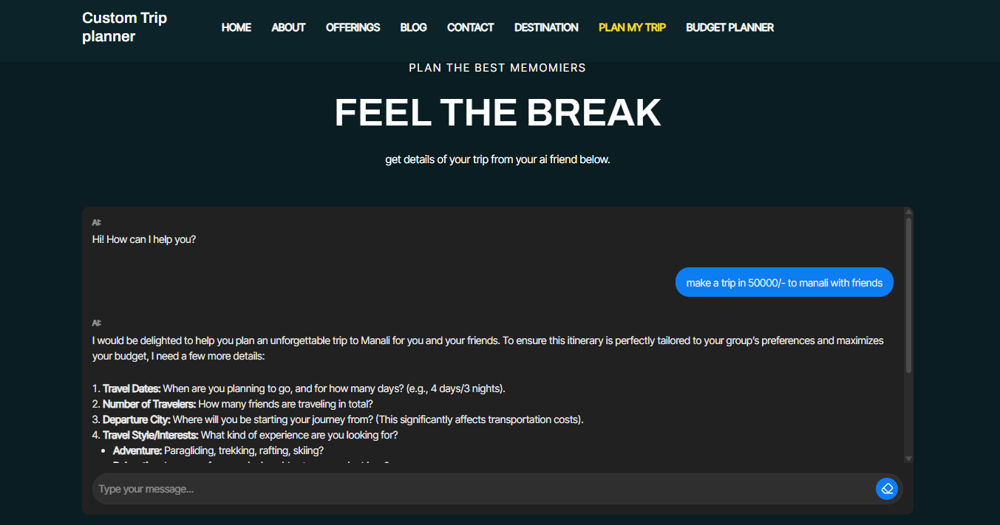 Custom Trip
planner
HOME ABOUT OFFERINGS BLOG CONTACT DESTINATION PLAN MY TRIP BUDGET PLANNER
PLAN THE BEST MEMOMIERS
FEEL THE BREAK
get details of your trip from your ai friend below.
AI:
Hi! How can I help you?
make a trip in 50000/- to manali with friends
AI:
I would be delighted to help you plan an unforgettable trip to Manali for you and your friends. To ensure this itinerary is perfectly tailored to your group’s preferences and maximizes
your budget, I need a few more details:
1. Travel Dates: When are you planning to go, and for how many days? (e.g., 4 days/3 nights).
2. Number of Travelers: How many friends are traveling in total?
3. Departure City: Where will you be starting your journey from? (This significantly affects transportation costs).
4. Travel Style/Interests: What kind of experience are you looking for?
• Adventure: Paragliding, trekking, rafting, skiing?
Type your message...